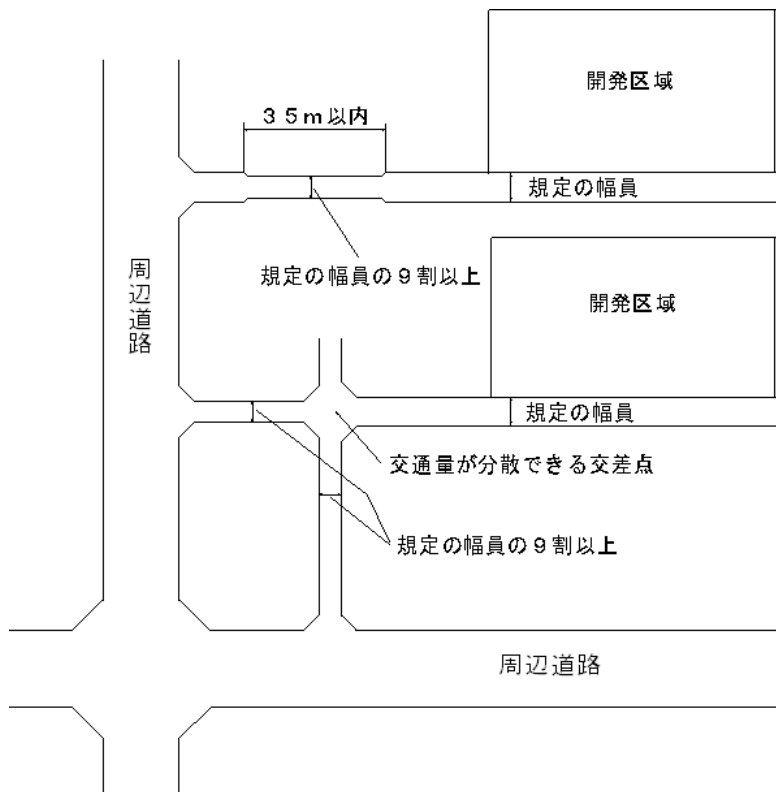 開発区域
３５ｍ以内
規定の幅員
規定の幅員の９割以上
周辺道路
開発区域
規定の幅員
交通量が分散できる交差点
規定の幅員の９割以上
周辺道路